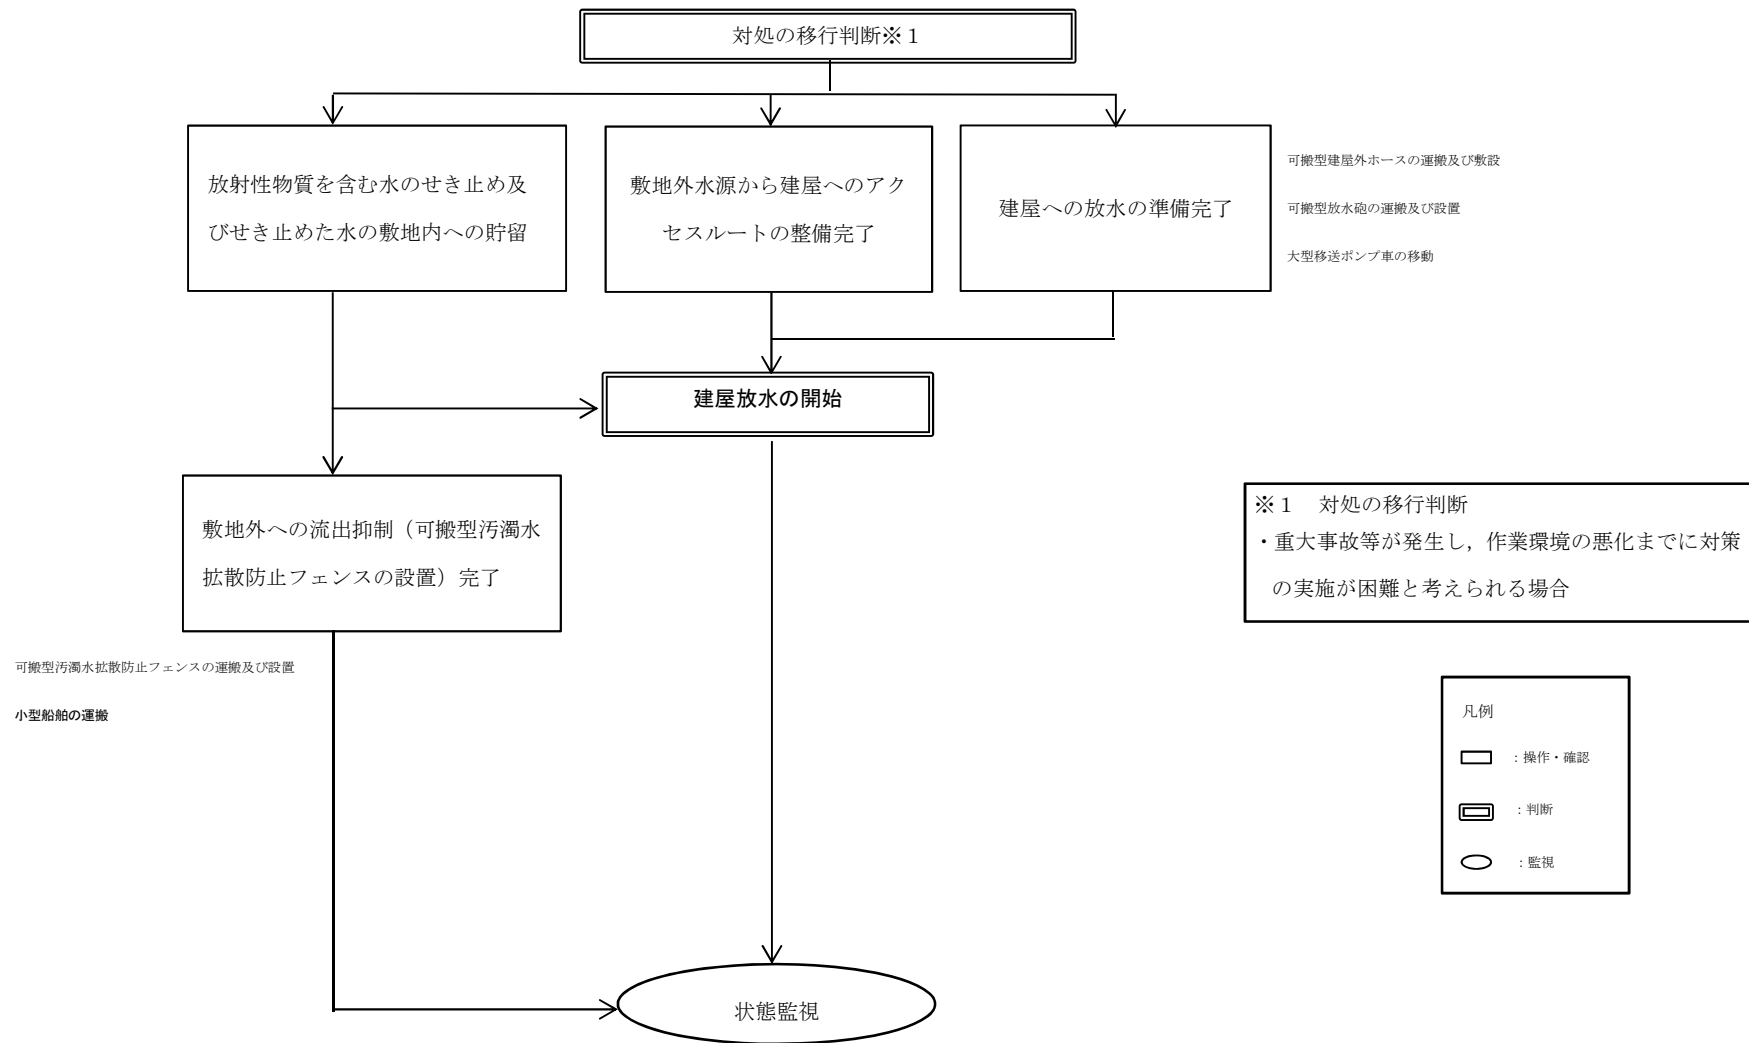 対処の移行判断※１
放射性物質を含む水のせき止め及
びせき止めた水の敷地内への貯留
敷地外水源から建屋へのアク
セスルートの整備完了
建屋への放水の準備完了
可搬型建屋外ホースの運搬及び敷設
可搬型放水砲の運搬及び設置
大型移送ポンプ車の移動
建屋放水の開始
敷地外への流出抑制（可搬型汚濁水
拡散防止フェンスの設置）完了
可搬型汚濁水拡散防止フェンスの運搬及び設置
小型船舶の運搬
※１　対処の移行判断
・重大事故等が発生し，作業環境の悪化までに対策
の実施が困難と考えられる場合
凡例
：操作・確認
：判断
：監視
状態監視